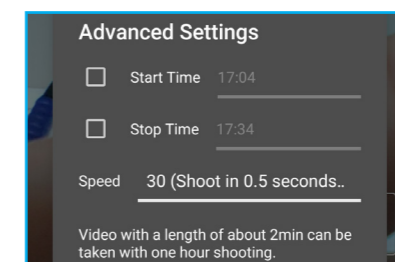 Advanced Settings
Start Time 17:04
Stop Time 17:34
Speed 30 (Shoot in 0.5 seconds..
Video with a length of about 2min can be
taken with one hour shooting.